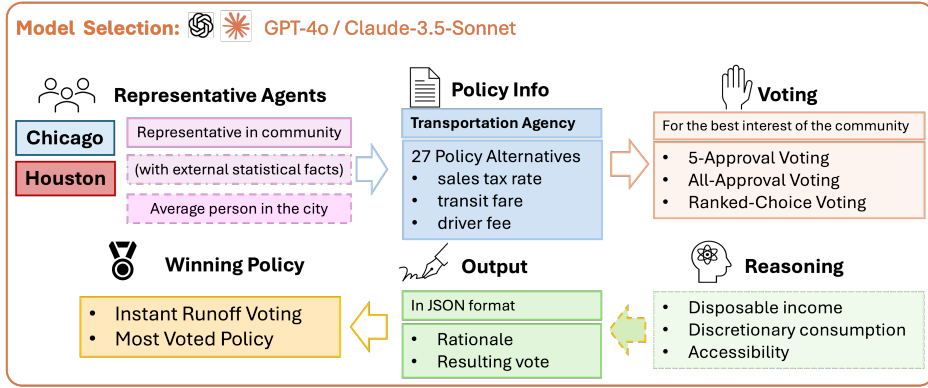 Model Selection: GPT-4o / Claude-3.5-Sonnet
Representative Agents
Chicago
Houston
Representative in community
(with external statistical facts)
Average person in the city
Policy Info
Transportation Agency
27 Policy Alternatives
• sales tax rate
• transit fare
• driver fee
Voting
For the best interest of the community
• 5-Approval Voting
• All-Approval Voting
• Ranked-Choice Voting
Reasoning
• Disposable income
• Discretionary consumption
• Accessibility
Output
In JSON format
• Rationale
• Resulting vote
Winning Policy
• Instant Runoff Voting
• Most Voted Policy